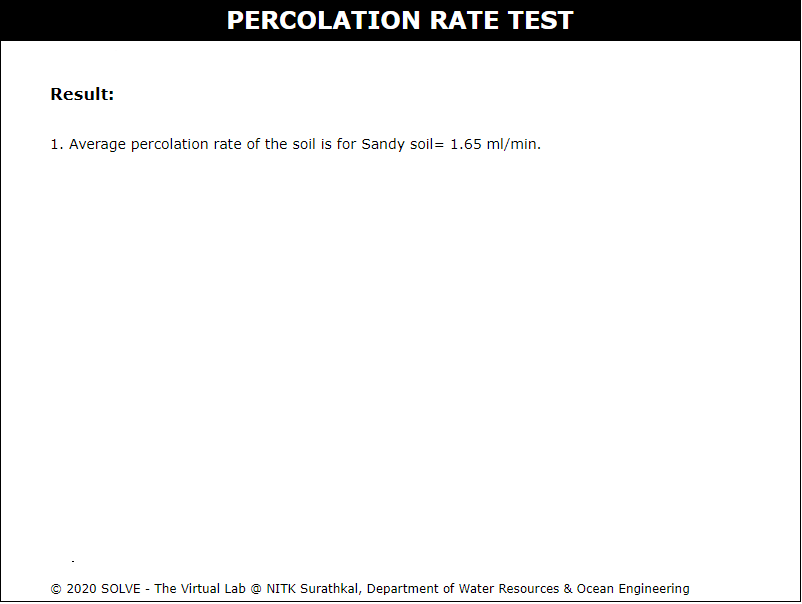 PERCOLATION RATE TEST
Result:
1. Average percolation rate of the soil is for Sandy soil= 1.65 ml/min.
.
© 2020 SOLVE - The Virtual Lab @ NITK Surathkal, Department of Water Resources & Ocean Engineering